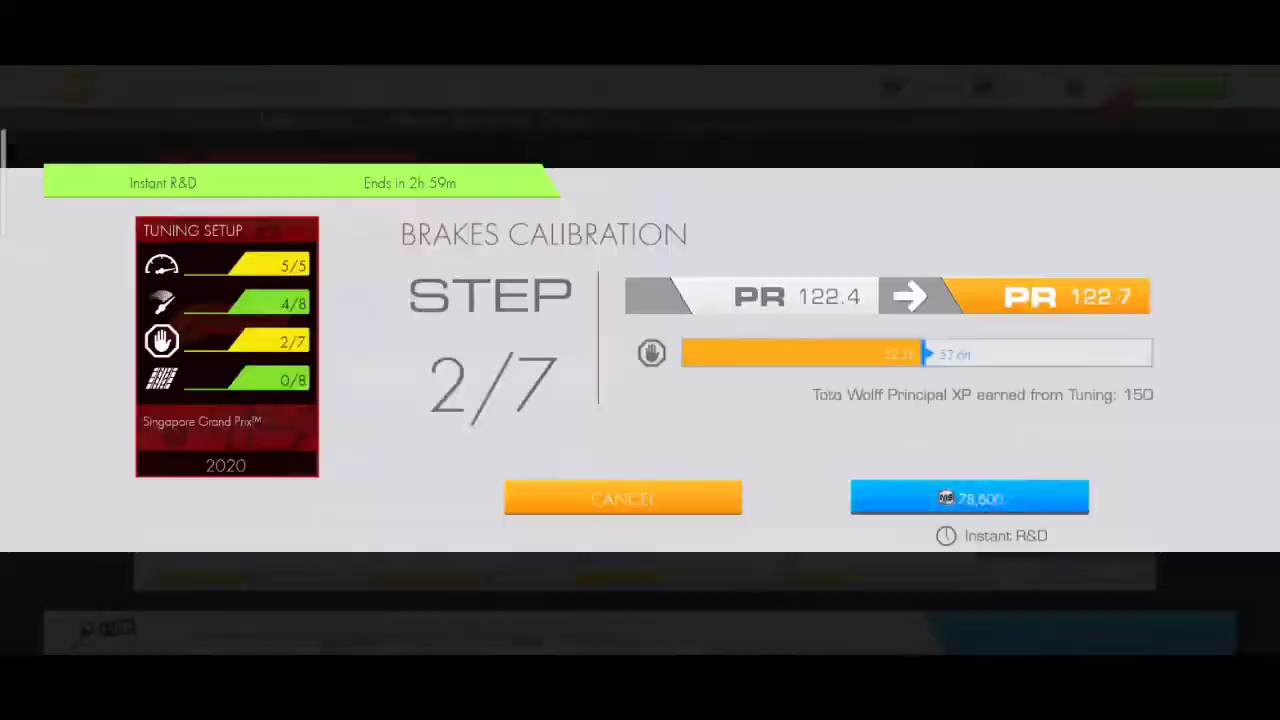 Instant R&D Ends in 2h 59m
TUNING SETUP
5/5
4/8
2/7
0/8
Singapore Grand Prix™
2020
BRAKES CALIBRATION
STEP
2/7
PR 122.4
PR 122.7
Toto Wolff Principal XP earned from Tuning: 150
CANCEL
Instant R&D